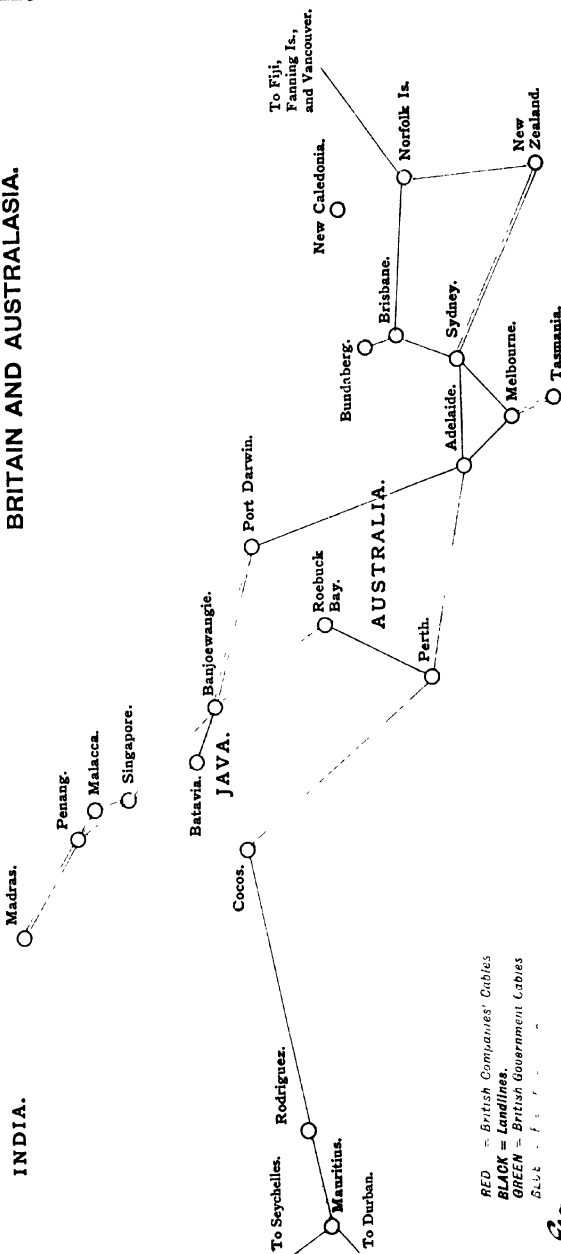 BRITAIN AND AUSTRALASIA.
INDIA.
Madras.
Penang.
Malacca.
Singapore.
Batavia.
JAVA.
Banjoewangie.
Port Darwin.
Cocos.
Roebuck
Bay.
AUSTRALIA.
Perth.
Adelaide.
Bundaberg.
Brisbane.
Sydney.
Melbourne.
Tasmania.
New Caledonia.
To Fiji,
Fanning Is.,
and Vancouver.
Norfolk Is.
New
Zealand.
Rodriguez.
To Seychelles.
Mauritius.
To Durban.
RED = British Companies' Cables
BLACK = Landlines.
GREEN = British Government Cables